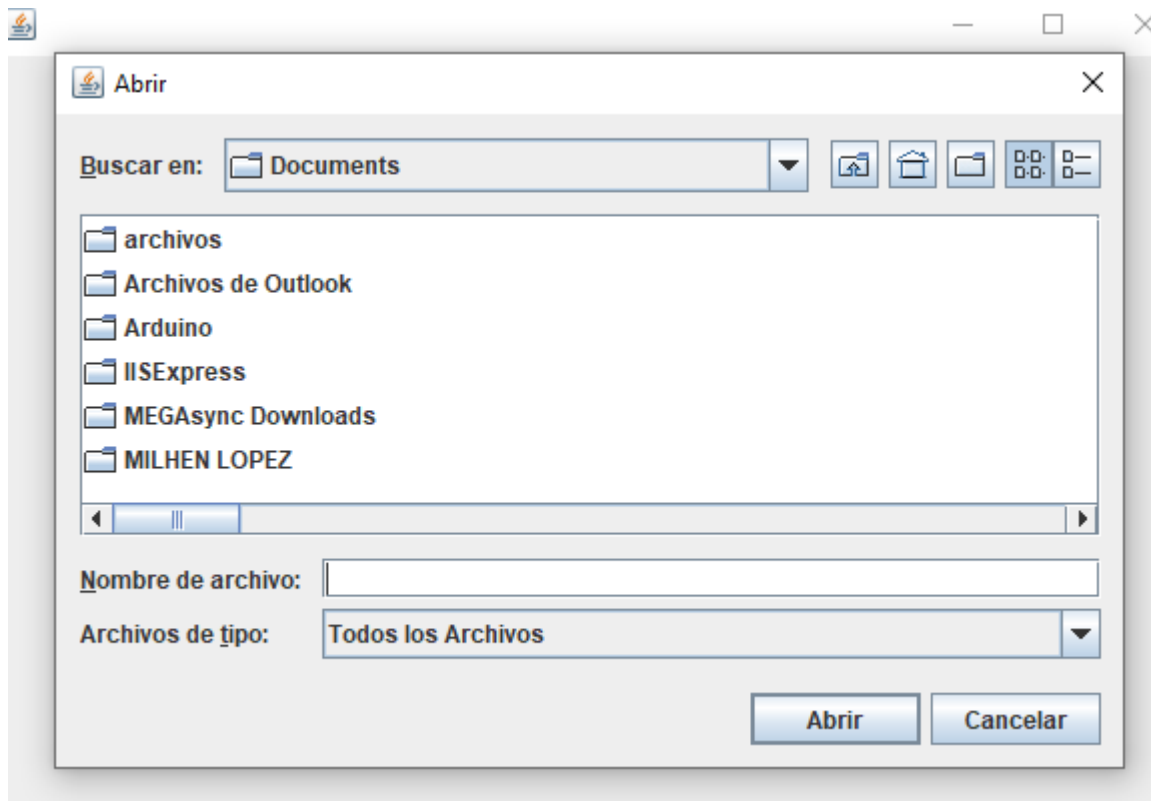 Abrir
Buscar en: Documents
archivos
Archivos de Outlook
Arduino
IISExpress
MEGAsync Downloads
MILHEN LOPEZ
Nombre de archivo:
Archivos de tipo: Todos los Archivos
Abrir Cancelar